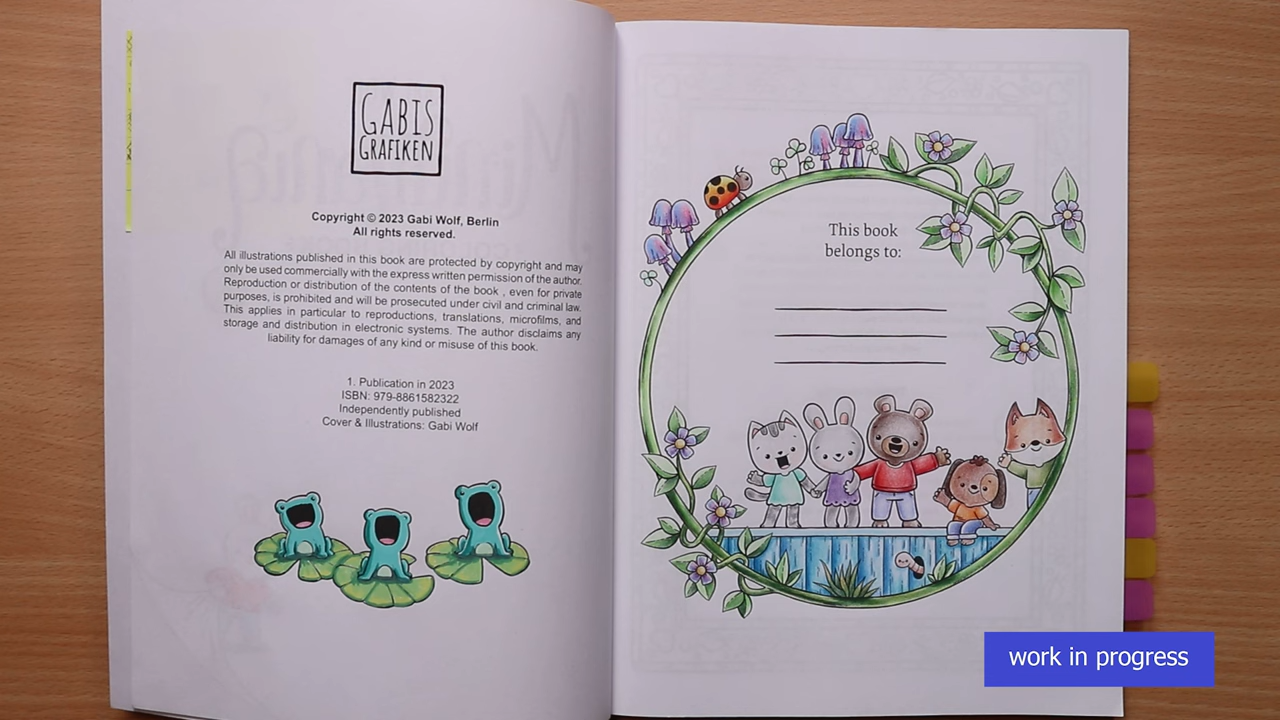 GABIS
GRAFIKEN
Copyright © 2023 Gabi Wolf, Berlin
All rights reserved.
All illustrations published in this book are protected by copyright and may
only be used commercially with the express written permission of the author.
Reproduction or distribution of the contents of the book , even for private
purposes, is prohibited and will be prosecuted under civil and criminal law.
This applies in particular to reproductions, translations, microfilms, and
storage and distribution in electronic systems. The author disclaims any
liability for damages of any kind or misuse of this book.
1. Publication in 2023
ISBN: 979-8861582322
Independently published
Cover & Illustrations: Gabi Wolf
This book
belongs to:
work in progress